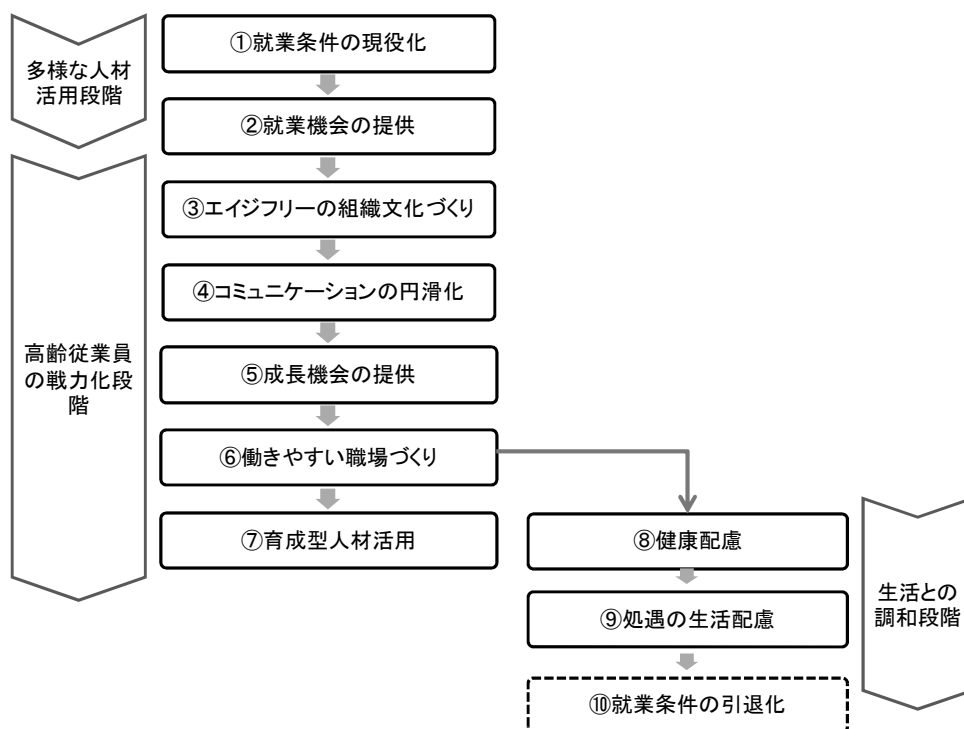 多様な人材
活用段階
①就業条件の現役化
②就業機会の提供
高齢従業員
の戦力化段
階
③エイジフリーの組織文化づくり
④コミュニケーションの円滑化
⑤成長機会の提供
⑥働きやすい職場づくり
⑦育成型人材活用
⑧健康配慮
⑨処遇の生活配慮
⑩就業条件の引退化
生活との
調和段階